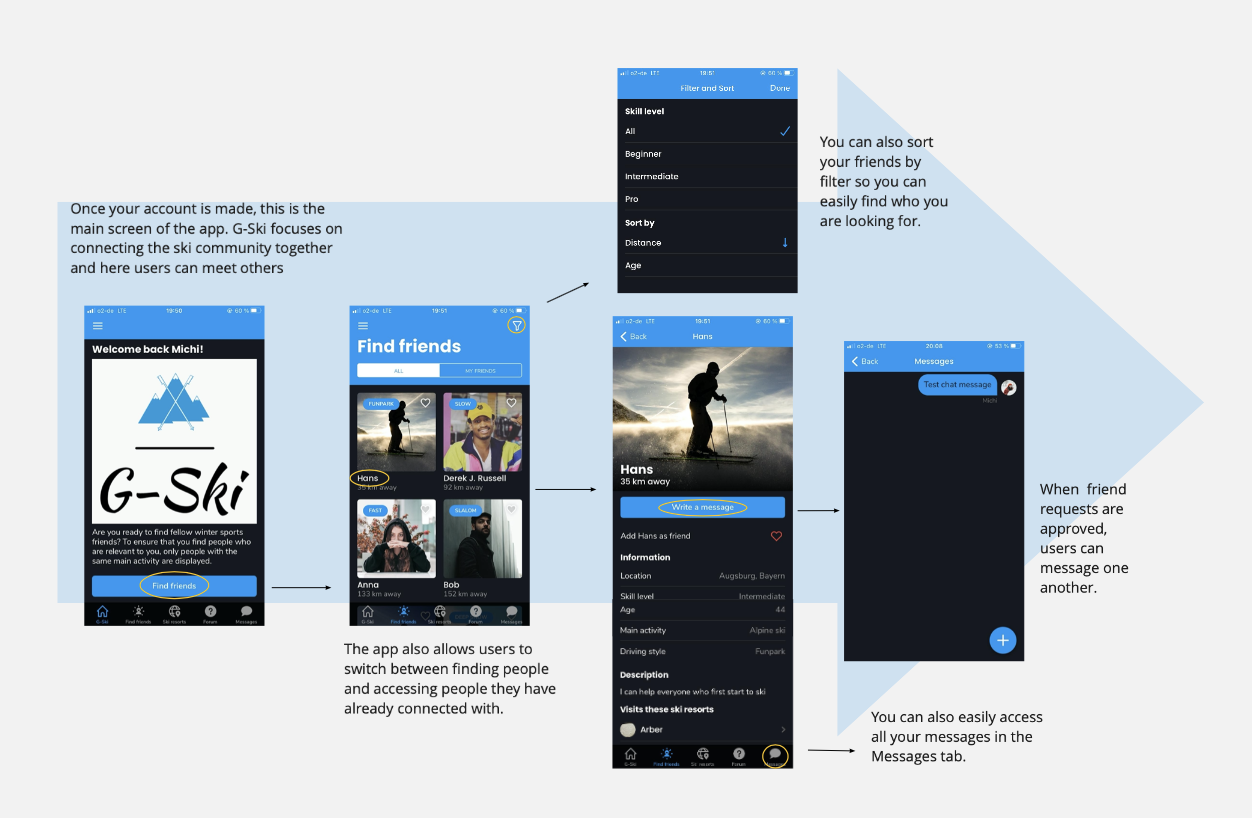 Once your account is made, this is the
main screen of the app. G-Ski focuses on
connecting the ski community together
and here users can meet others
o2-de LTE 19:50 60 %
Welcome back Michi!
G-Ski
Are you ready to find fellow winter sports
friends? To ensure that you find people who
are relevant to you, only people with the
same main activity are displayed.
Find friends
G-Ski Find friends Ski resorts Forum Messages
o2-de LTE 19:51 60 %
Find friends
ALL MY FRIENDS
FUNPARK SLOW
Hans Derek J. Russell
35 km away 92 km away
FAST SLALOM
Anna Bob
133 km away 152 km away
G-Ski Find friends Ski resorts Forum Messages
The app also allows users to
switch between finding people
and accessing people they have
already connected with.
o2-de LTE 19:51 60 %
Filter and Sort Done
Skill level
All
Beginner
Intermediate
Pro
Sort by
Distance
Age
You can also sort
your friends by
filter so you can
easily find who you
are looking for.
o2-de LTE 19:51 60 %
Back Hans
Hans
35 km away
Write a message
Add Hans as friend
Information
Location Augsburg, Bayern
Skill level Intermediate
Age 44
Main activity Alpine ski
Driving style Funpark
Description
I can help everyone who first start to ski
Visits these ski resorts
Arber
G-Ski Find friends Ski resorts Forum Messages
o2-de LTE 20:08 53 %
Back Messages
Test chat message
Michi
When friend
requests are
approved,
users can
message one
another.
You can also easily access
all your messages in the
Messages tab.